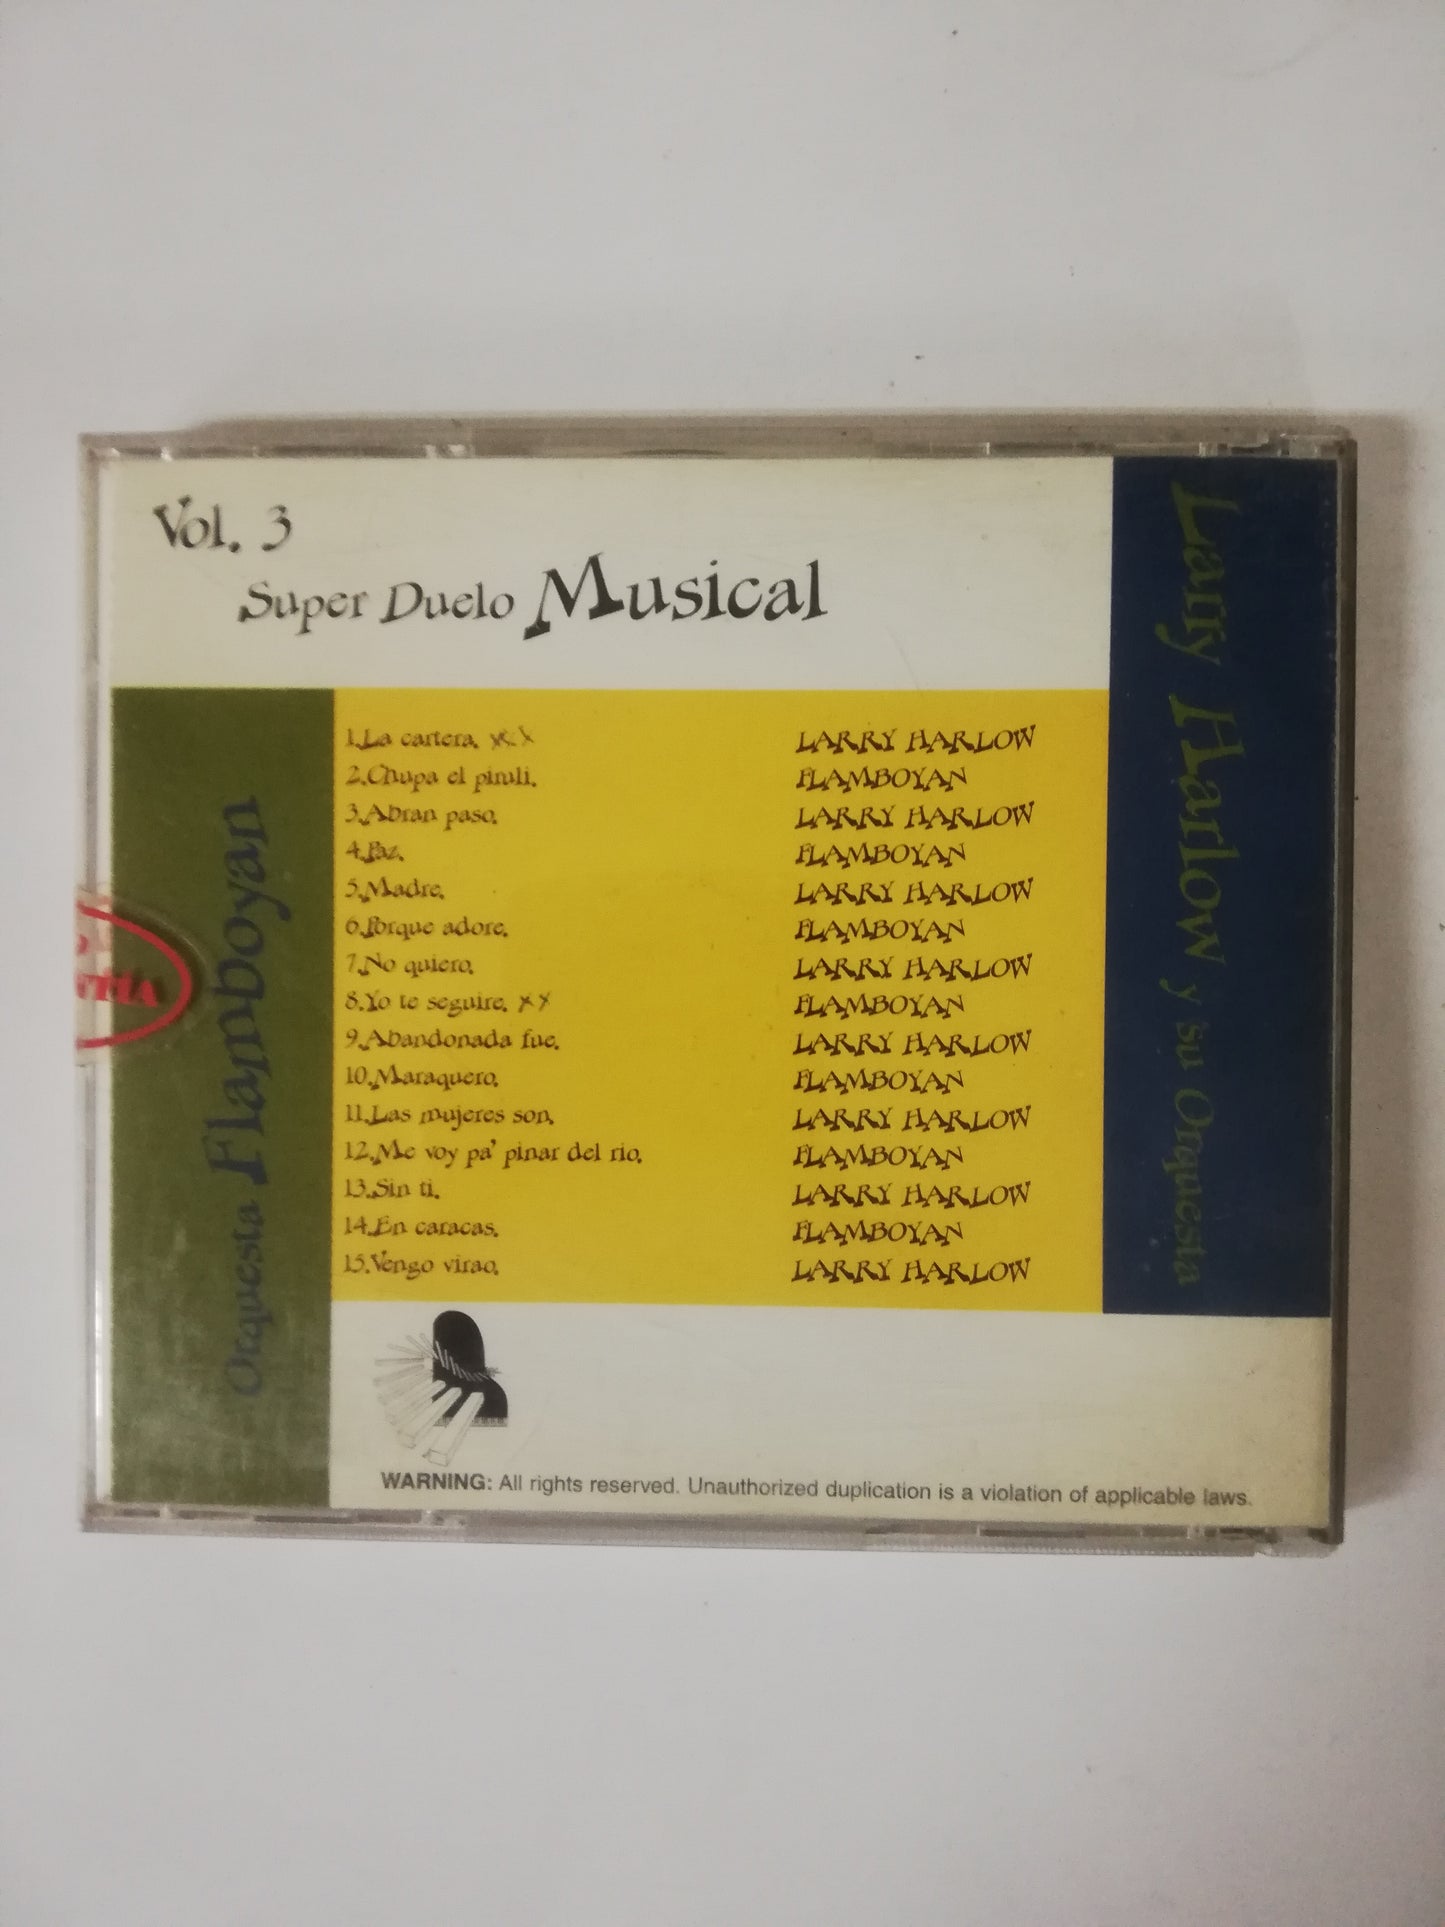 Vol. 3
Super Duelo Musical
Orquesta Flamboyan
1.La cartera. xxx LARRY HARLOW
2.Chupa el piruli. FLAMBOYAN
3.Abran paso. LARRY HARLOW
4.Paz. FLAMBOYAN
5.Madre. LARRY HARLOW
6.Porque adore. FLAMBOYAN
7.No quiero. LARRY HARLOW
8.Yo te seguire. xx FLAMBOYAN
9.Abandonada fue. LARRY HARLOW
10.Maraquero. FLAMBOYAN
11.Las mujeres son. LARRY HARLOW
12.Me voy pa' pinar del rio. FLAMBOYAN
13.Sin ti. LARRY HARLOW
14.En caracas. FLAMBOYAN
15.Vengo virao. LARRY HARLOW
Larry Harlow y su Orquesta
WARNING: All rights reserved. Unauthorized duplication is a violation of applicable laws.